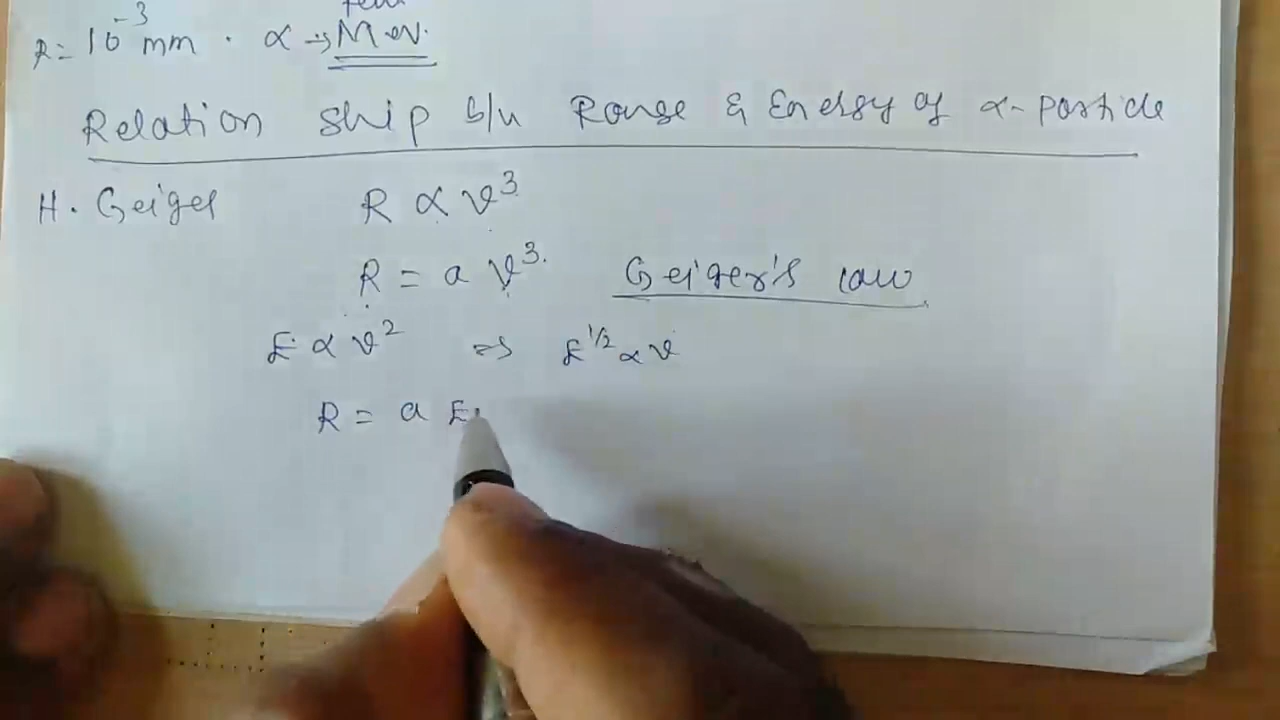 R = 10⁻³ mm . α → Mev.
Relation ship b/w Range & Energy of α-particle
H. Geiger R ∝ v³
R = a v³. Geiger's law
E ∝ v² ⇒ E^1/2 ∝ v
R = a E